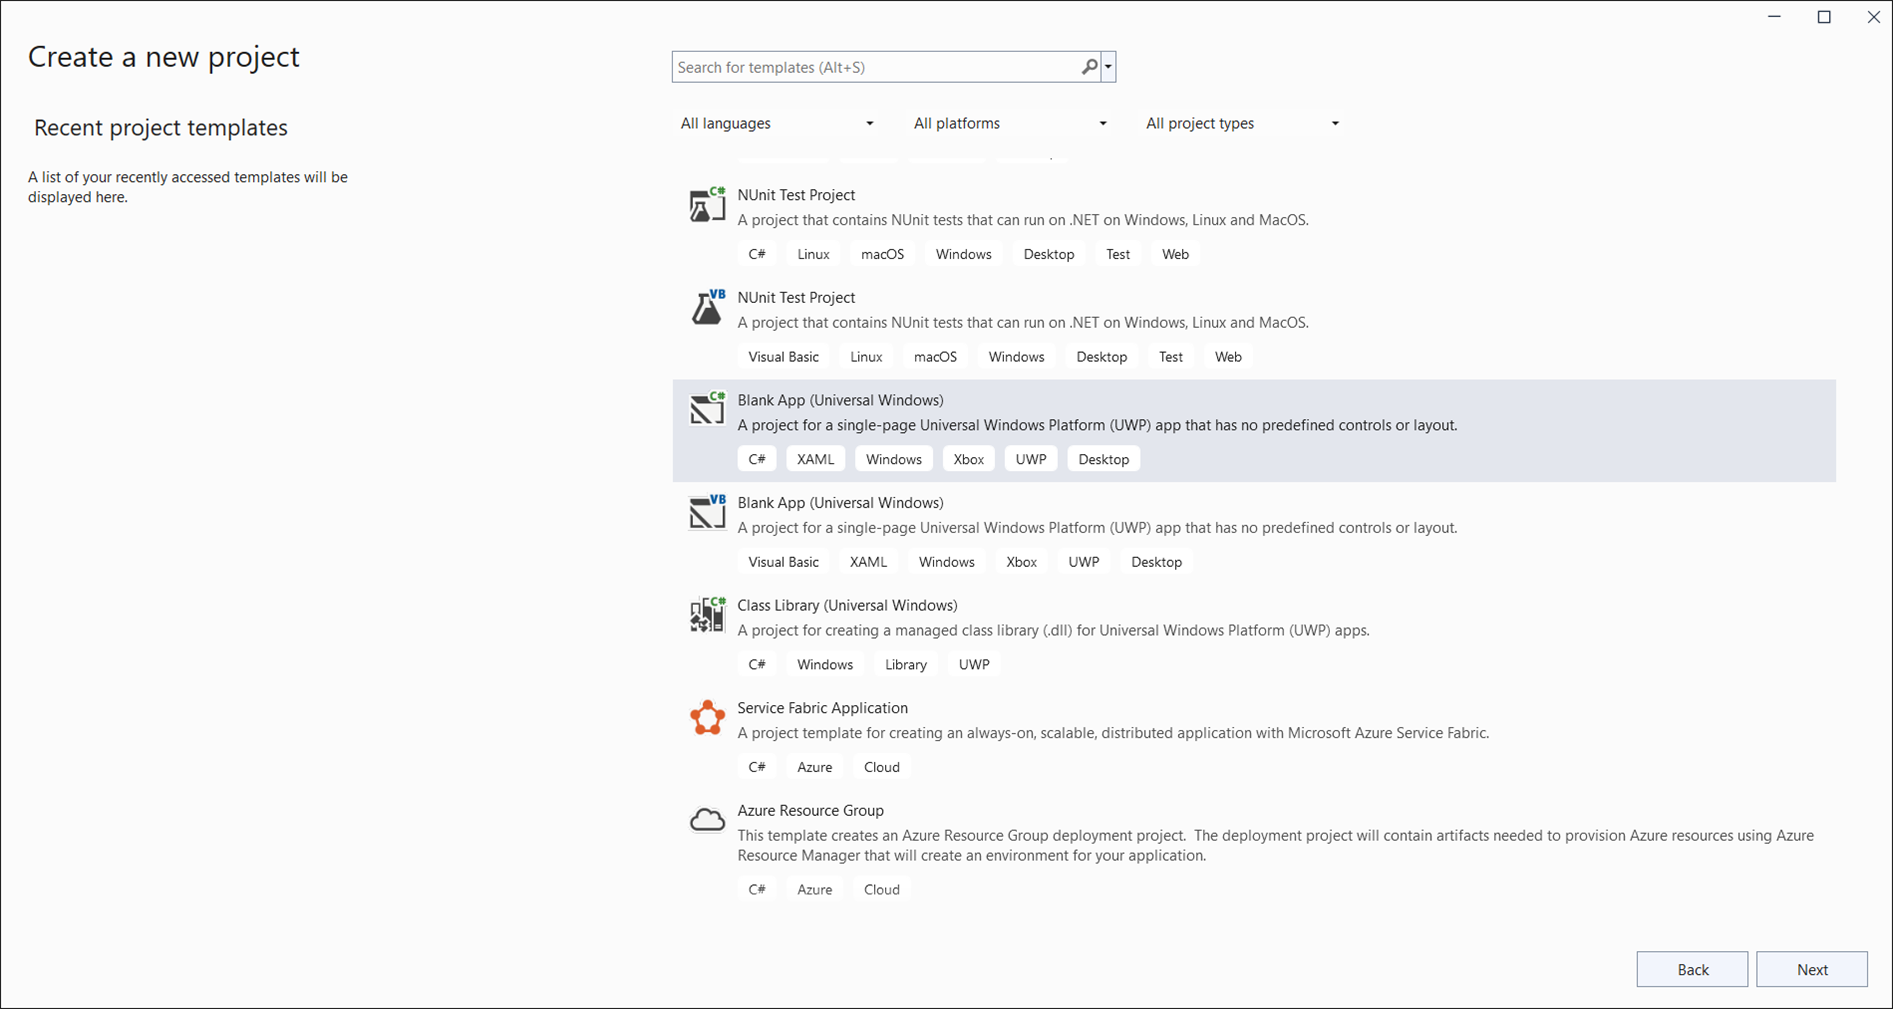 Create a new project
Recent project templates
A list of your recently accessed templates will be
displayed here.
Search for templates (Alt+S)
All languages
All platforms
All project types
C#
NUnit Test Project
A project that contains NUnit tests that can run on .NET on Windows, Linux and MacOS.
C# Linux macOS Windows Desktop Test Web
VB
NUnit Test Project
A project that contains NUnit tests that can run on .NET on Windows, Linux and MacOS.
Visual Basic Linux macOS Windows Desktop Test Web
C#
Blank App (Universal Windows)
A project for a single-page Universal Windows Platform (UWP) app that has no predefined controls or layout.
C# XAML Windows Xbox UWP Desktop
VB
Blank App (Universal Windows)
A project for a single-page Universal Windows Platform (UWP) app that has no predefined controls or layout.
Visual Basic XAML Windows Xbox UWP Desktop
C#
Class Library (Universal Windows)
A project for creating a managed class library (.dll) for Universal Windows Platform (UWP) apps.
C# Windows Library UWP
Service Fabric Application
A project template for creating an always-on, scalable, distributed application with Microsoft Azure Service Fabric.
C# Azure Cloud
Azure Resource Group
This template creates an Azure Resource Group deployment project. The deployment project will contain artifacts needed to provision Azure resources using Azure
Resource Manager that will create an environment for your application.
C# Azure Cloud
Back
Next